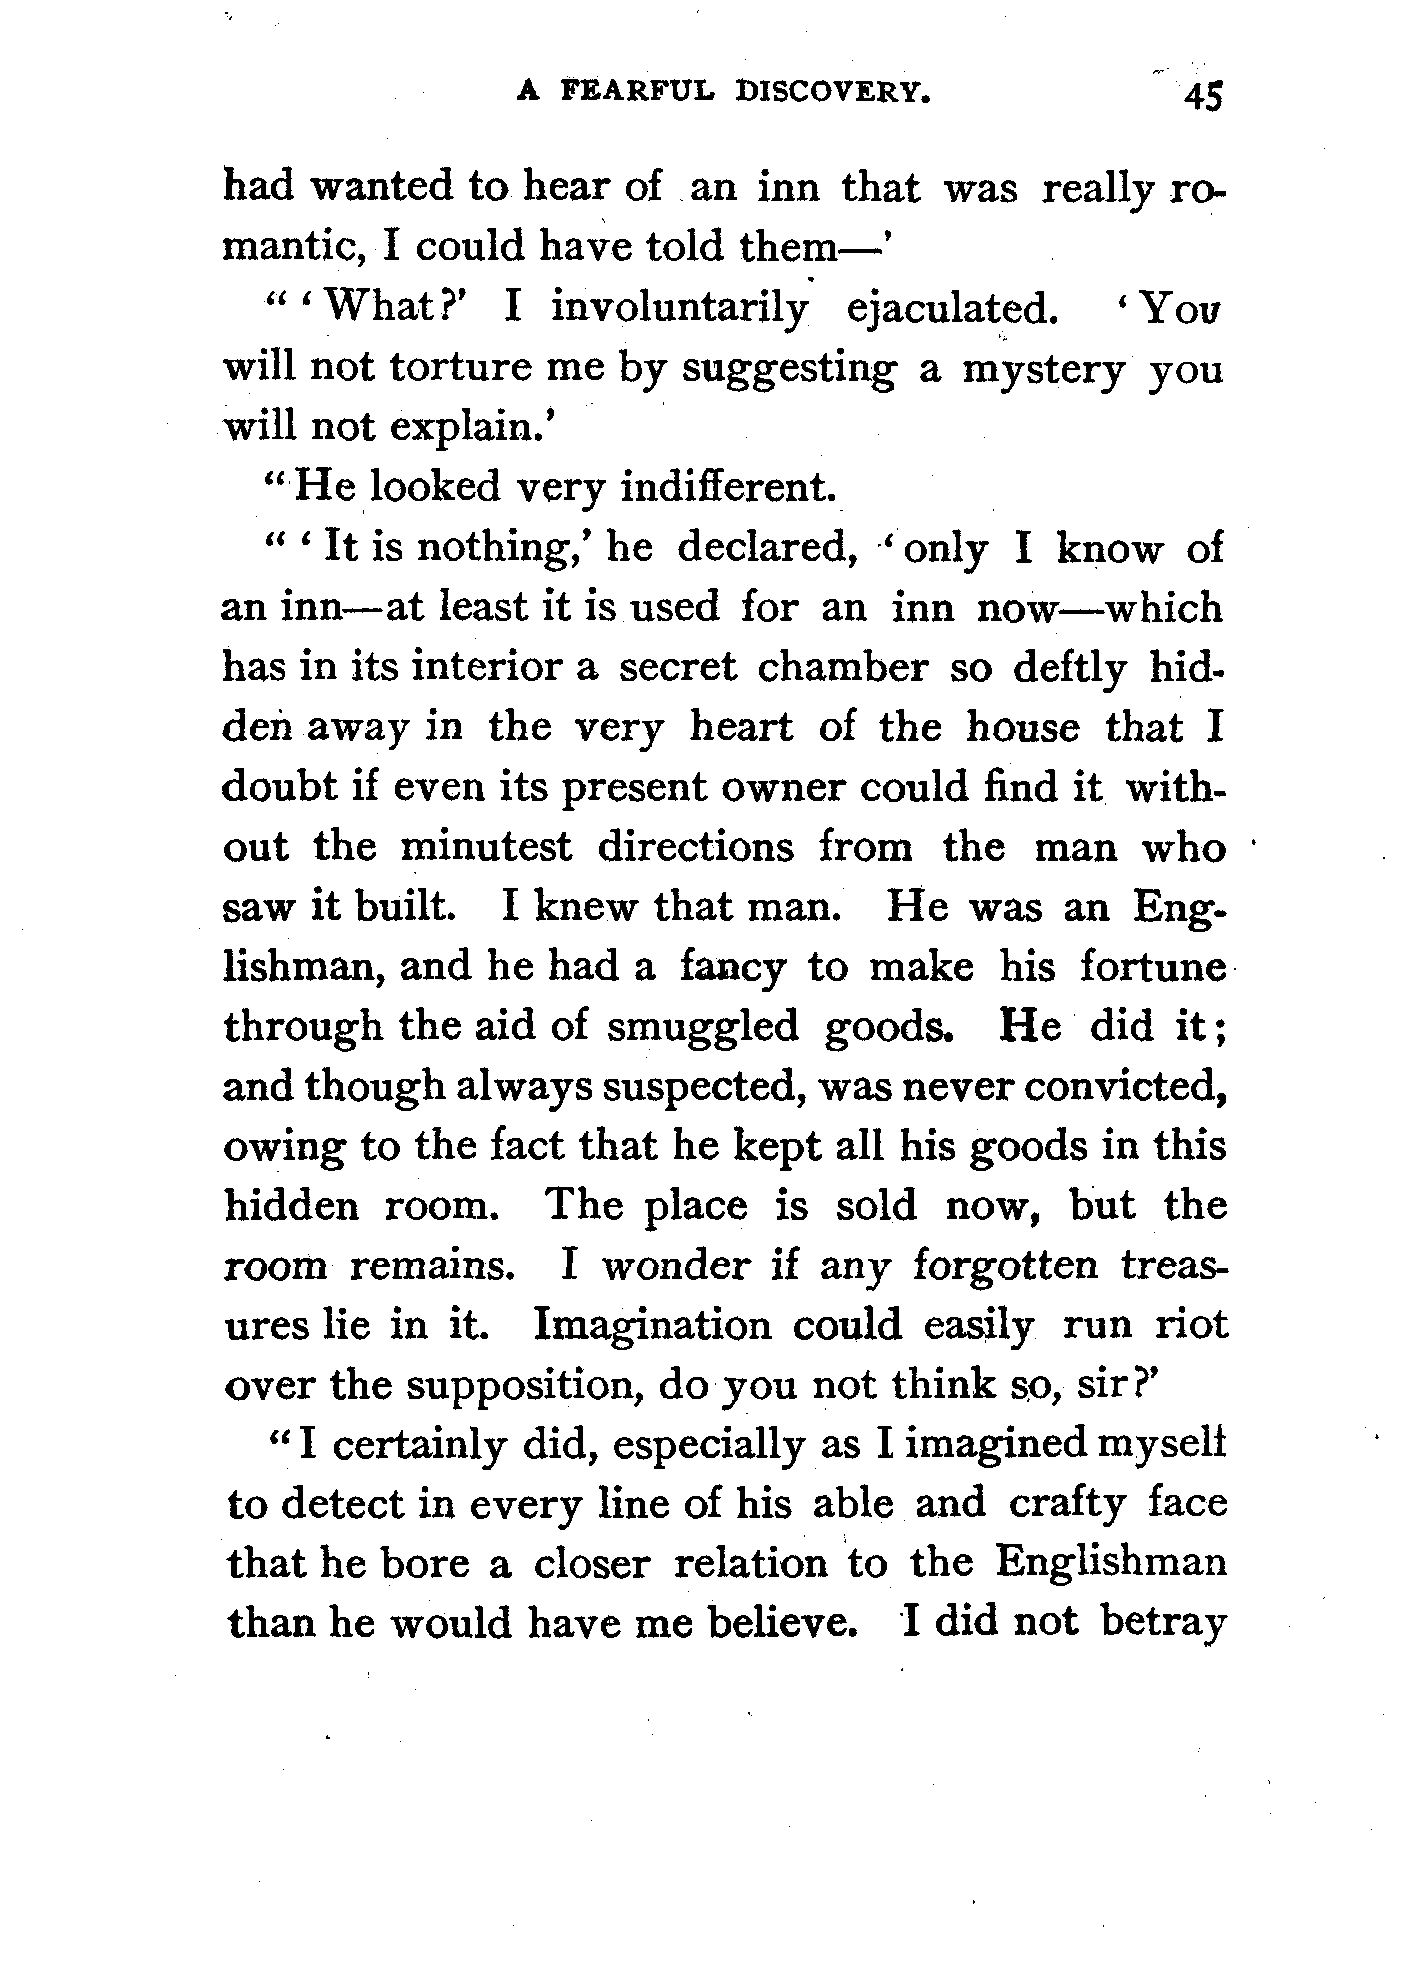 A FEARFUL DISCOVERY. 45
had wanted to hear of an inn that was really ro-
mantic, I could have told them—'
"'What?' I involuntarily ejaculated. 'You
will not torture me by suggesting a mystery you
will not explain.'
"He looked very indifferent.
"'It is nothing,' he declared, 'only I know of
an inn—at least it is used for an inn now—which
has in its interior a secret chamber so deftly hid-
den away in the very heart of the house that I
doubt if even its present owner could find it with-
out the minutest directions from the man who
saw it built. I knew that man. He was an Eng-
lishman, and he had a fancy to make his fortune
through the aid of smuggled goods. He did it;
and though always suspected, was never convicted,
owing to the fact that he kept all his goods in this
hidden room. The place is sold now, but the
room remains. I wonder if any forgotten treas-
ures lie in it. Imagination could easily run riot
over the supposition, do you not think so, sir?'
"I certainly did, especially as I imagined myself
to detect in every line of his able and crafty face
that he bore a closer relation to the Englishman
than he would have me believe. I did not betray